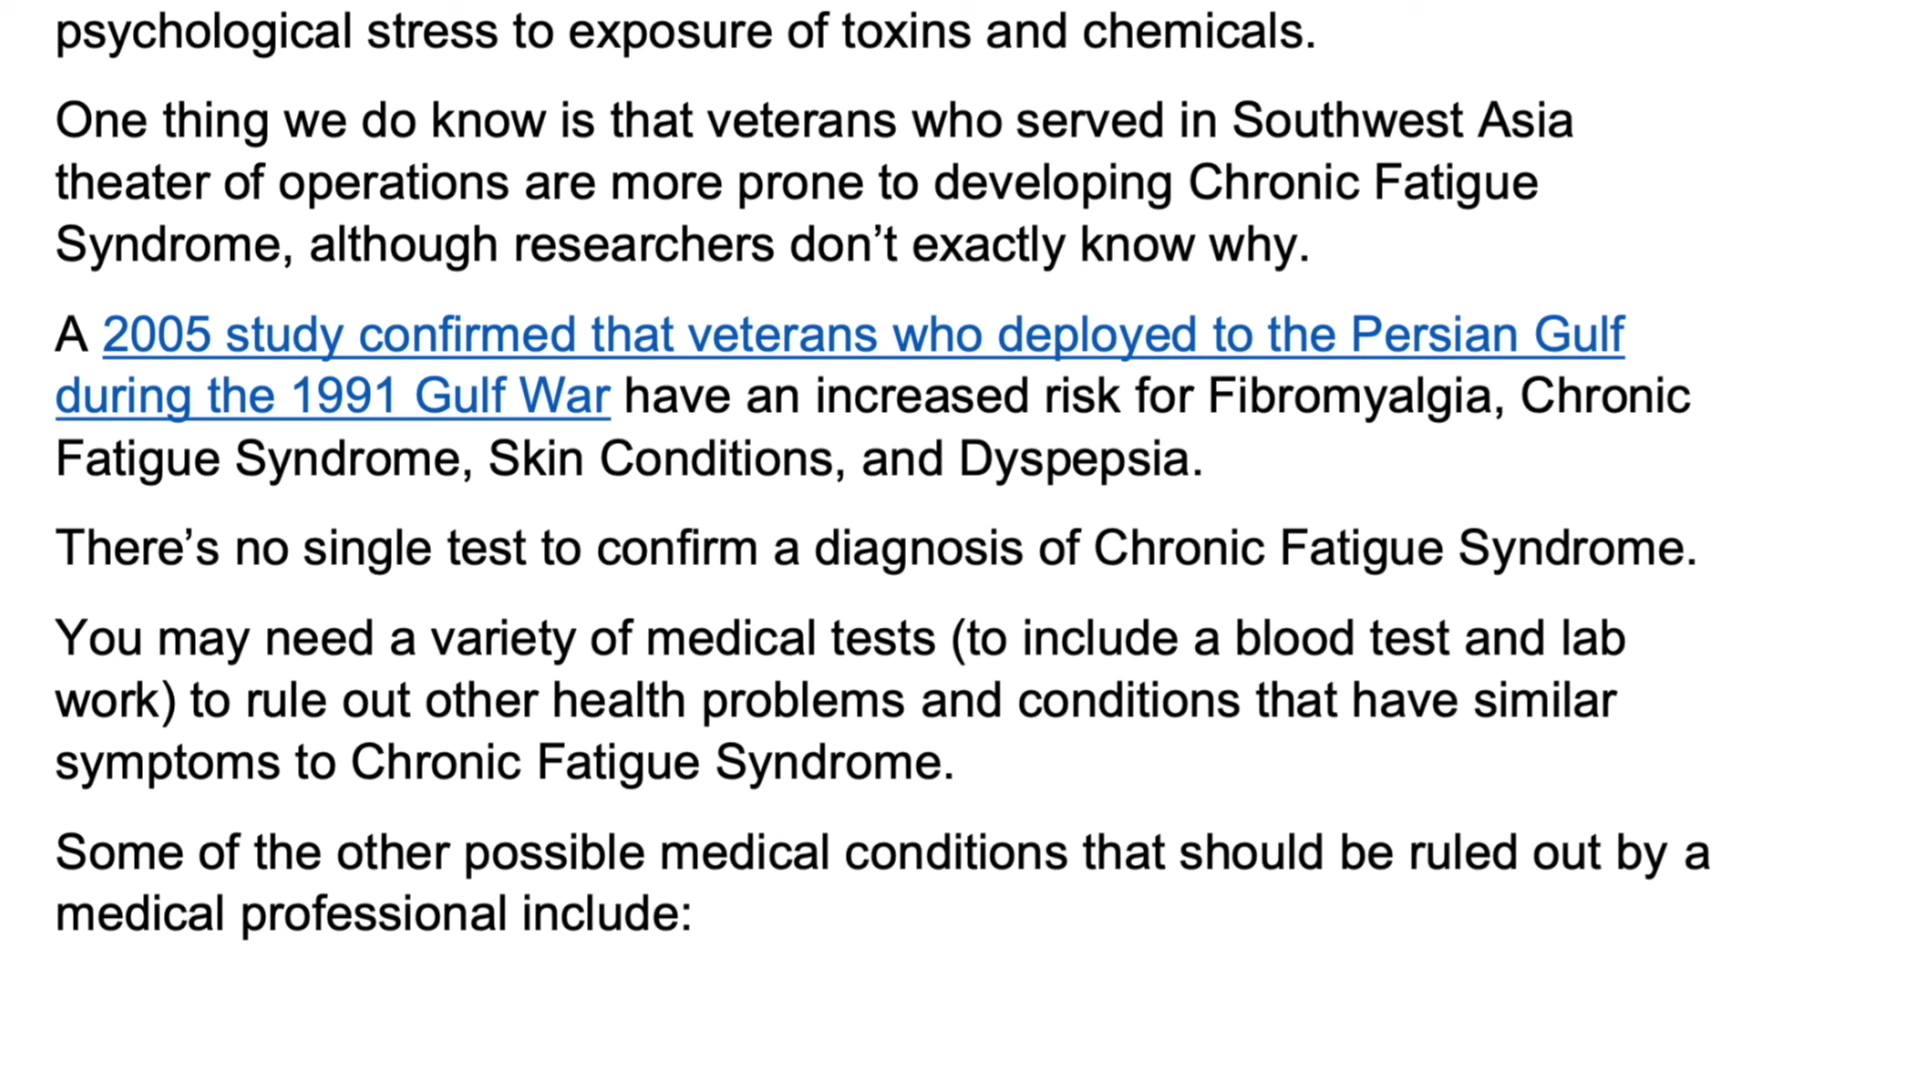 psychological stress to exposure of toxins and chemicals.
One thing we do know is that veterans who served in Southwest Asia
theater of operations are more prone to developing Chronic Fatigue
Syndrome, although researchers don’t exactly know why.
A 2005 study confirmed that veterans who deployed to the Persian Gulf
during the 1991 Gulf War have an increased risk for Fibromyalgia, Chronic
Fatigue Syndrome, Skin Conditions, and Dyspepsia.
There’s no single test to confirm a diagnosis of Chronic Fatigue Syndrome.
You may need a variety of medical tests (to include a blood test and lab
work) to rule out other health problems and conditions that have similar
symptoms to Chronic Fatigue Syndrome.
Some of the other possible medical conditions that should be ruled out by a
medical professional include: